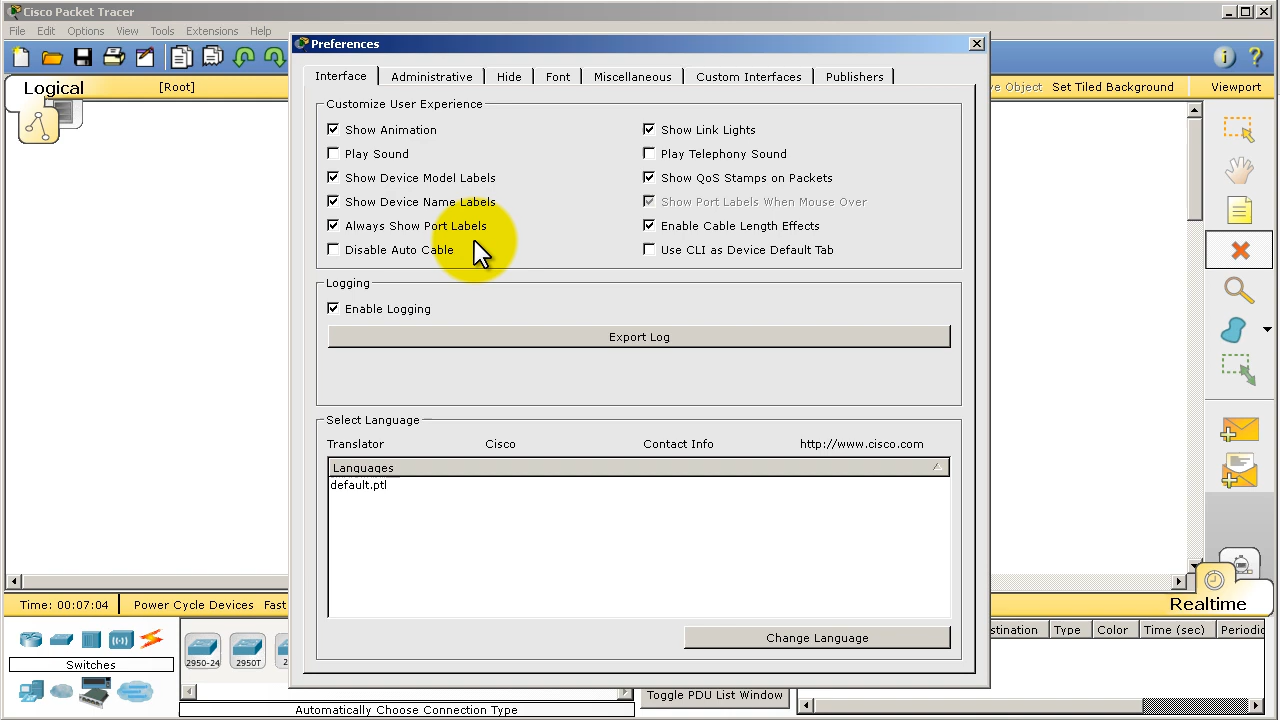 Cisco Packet Tracer
File Edit Options View Tools Extensions Help
Preferences
Logical
[Root]
Object
Set Tiled Background
Viewport
Interface
Administrative
Hide
Font
Miscellaneous
Custom Interfaces
Publishers
Customize User Experience
Show Animation
Show Link Lights
Play Sound
Play Telephony Sound
Show Device Model Labels
Show QoS Stamps on Packets
Show Device Name Labels
Show Port Labels When Mouse Over
Always Show Port Labels
Enable Cable Length Effects
Disable Auto Cable
Use CLI as Device Default Tab
Logging
Enable Logging
Export Log
Select Language
Translator
Cisco
Contact Info
http://www.cisco.com
Languages
default.ptl
Change Language
Time: 00:07:04
Power Cycle Devices
Fast
Realtime
stination
Type
Color
Time (sec)
Periodic
Switches
2950-24
2950T
Toggle PDU List Window
Automatically Choose Connection Type